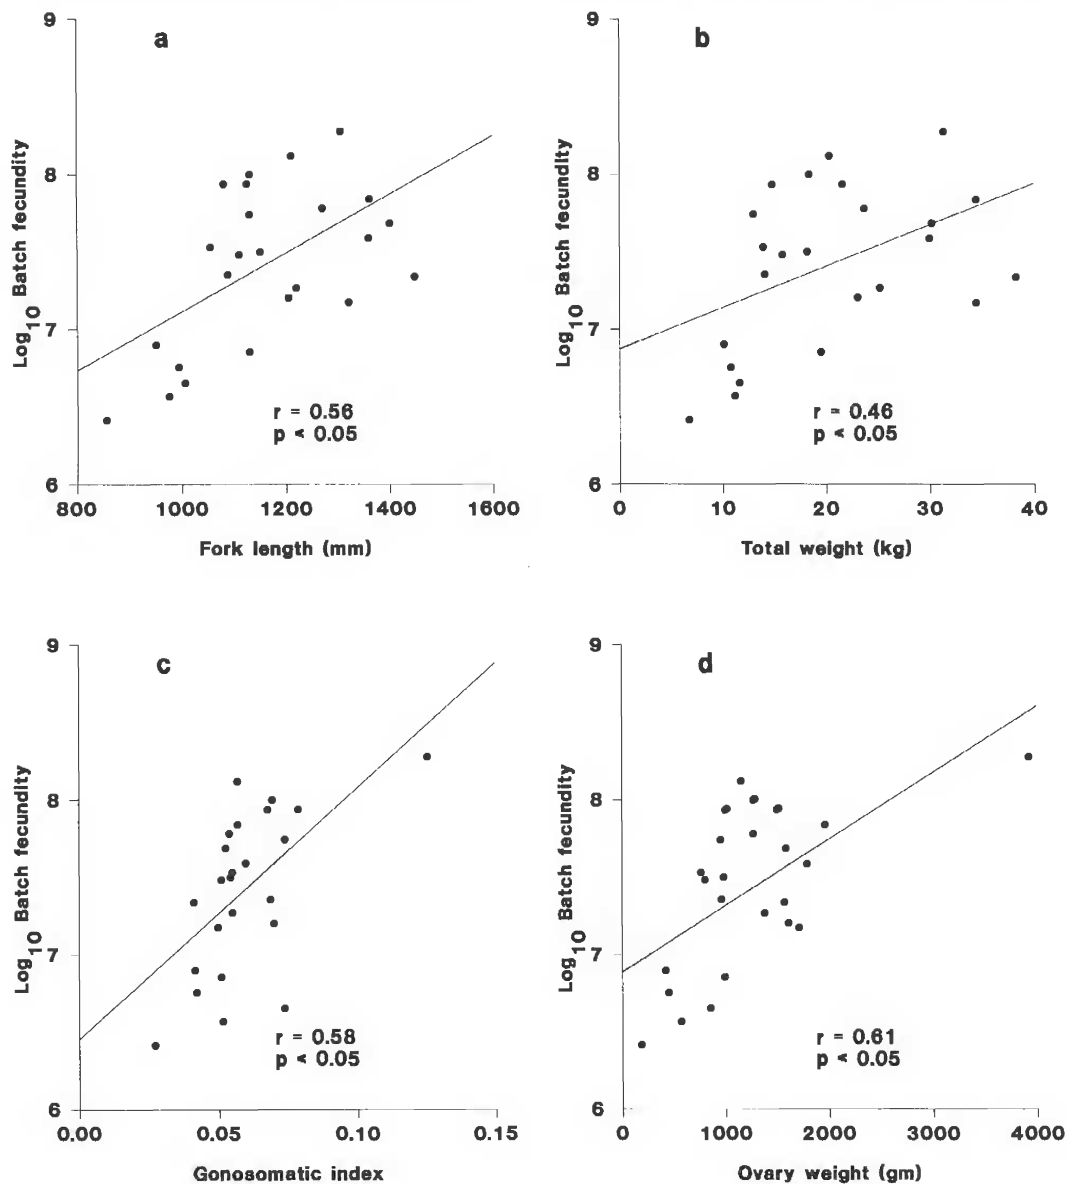 a
9
8
7
6
Log10 Batch fecundity
r = 0.56
p < 0.05
800 1000 1200 1400 1600
Fork length (mm)
b
9
8
7
6
Log10 Batch fecundity
r = 0.46
p < 0.05
0 10 20 30 40
Total weight (kg)
c
9
8
7
6
Log10 Batch fecundity
r = 0.58
p < 0.05
0.00 0.05 0.10 0.15
Gonosomatic index
d
9
8
7
6
Log10 Batch fecundity
r = 0.61
p < 0.05
0 1000 2000 3000 4000
Ovary weight (gm)